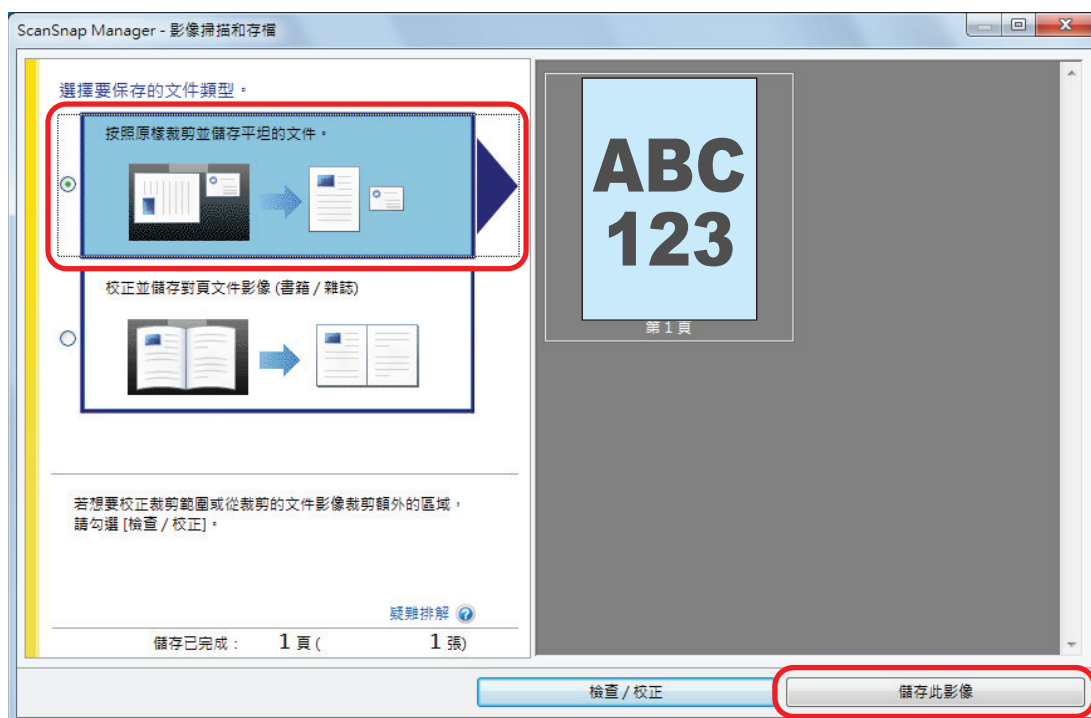 ScanSnap Manager - 影像掃描和存檔
選擇要保存的文件類型。
按照原樣裁剪並儲存平坦的文件。
校正並儲存對頁文件影像 (書籍 / 雜誌)
若想要校正裁剪範圍或從裁剪的文件影像裁剪額外的區域，
請勾選 [檢查 / 校正]。
疑難排解
儲存已完成： 1 頁 ( 1 張)
ABC
123
第 1 頁
檢查 / 校正
儲存此影像